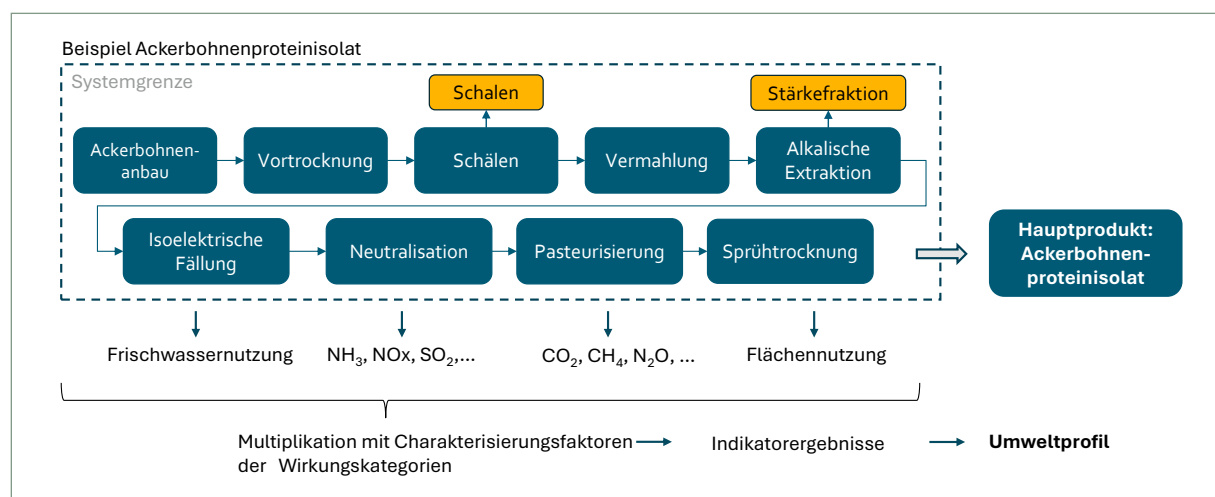 Beispiel Ackerbohnenproteinisolat
Systemgrenze
Schalen
Stärkefraktion
Ackerbohnen-
anbau
Vortrocknung
Schälen
Vermahlung
Alkalische
Extraktion
Isoelektrische
Fällung
Neutralisation
Pasteurisierung
Sprühtrocknung
Hauptprodukt:
Ackerbohnen-
proteinisolat
Frischwassernutzung
NH₃, NOx, SO₂,...
CO₂, CH₄, N₂O, ...
Flächennutzung
Multiplikation mit Charakterisierungsfaktoren
der Wirkungskategorien
Indikatorergebnisse
Umweltprofil